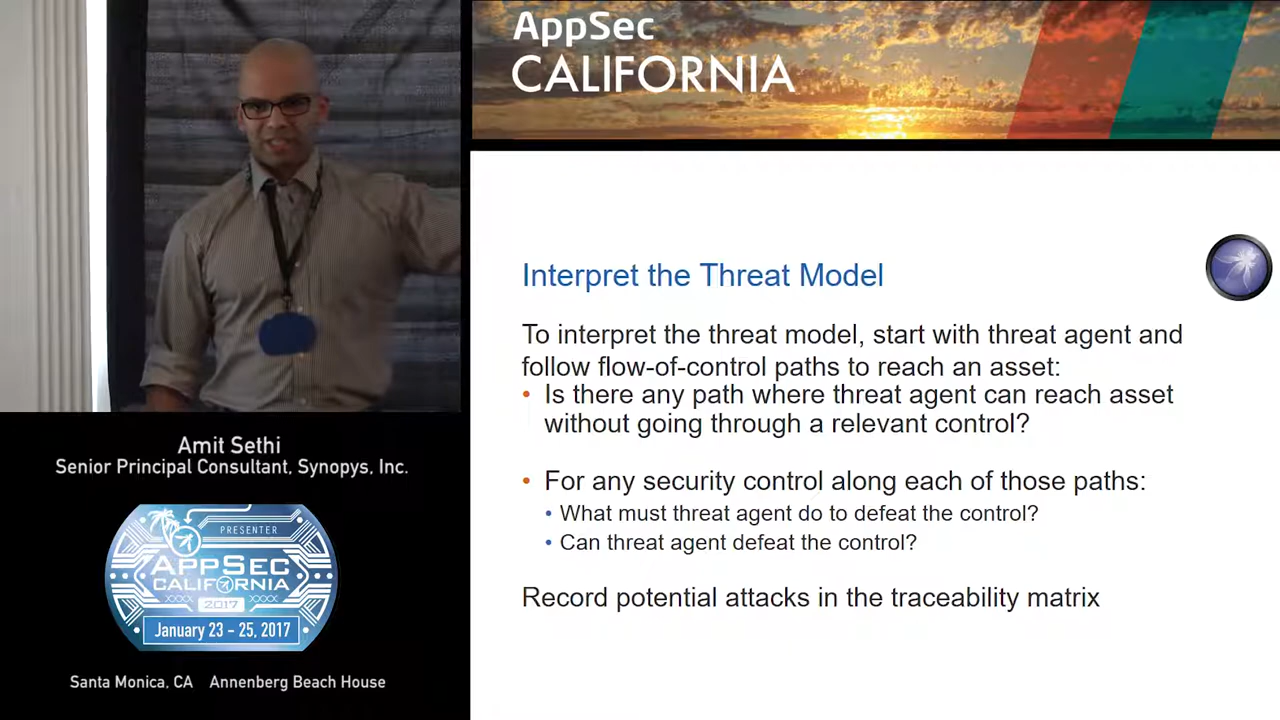 AppSec
CALIFORNIA
Interpret the Threat Model
To interpret the threat model, start with threat agent and
follow flow-of-control paths to reach an asset:
• Is there any path where threat agent can reach asset
without going through a relevant control?
• For any security control along each of those paths:
• What must threat agent do to defeat the control?
• Can threat agent defeat the control?
Record potential attacks in the traceability matrix
Amit Sethi
Senior Principal Consultant, Synopys, Inc.
PRESENTER
APPSEC
CALIFORNIA
XXXX 2017 XXXX
January 23 - 25, 2017
Santa Monica, CA Annenberg Beach House